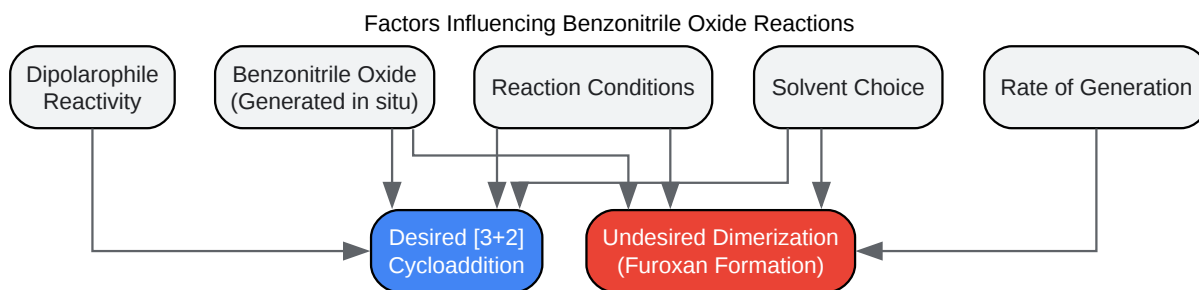 Factors Influencing Benzonitrile Oxide Reactions
Dipolarophile
Reactivity
Benzonitrile Oxide
(Generated in situ)
Reaction Conditions
Solvent Choice
Rate of Generation
Desired [3+2]
Cycloaddition
Undesired Dimerization
(Furoxan Formation)